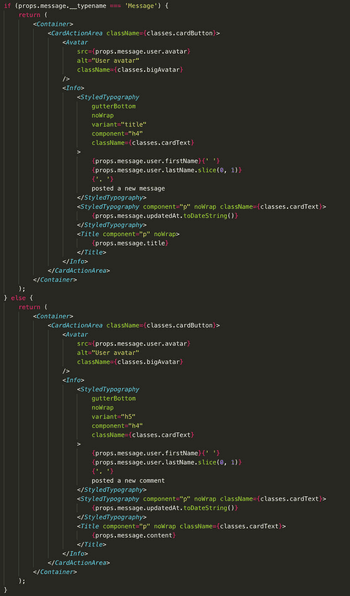 if (props.message.__typename === 'Message') {
return (
<Container>
<CardActionArea className={classes.cardButton}>
<Avatar
src={props.message.user.avatar}
alt="User avatar"
className={classes.bigAvatar}
/>
<Info>
<StyledTypography
gutterBottom
noWrap
variant="title"
component="h4"
className={classes.cardText}
>
{props.message.user.firstName}{' '}
{props.message.user.lastName.slice(0, 1)}
{'. '}
posted a new message
</StyledTypography>
<StyledTypography component="p" noWrap className={classes.cardText}>
{props.message.updatedAt.toDateString()}
</StyledTypography>
<Title component="p" noWrap>
{props.message.title}
</Title>
</Info>
</CardActionArea>
</Container>
);
} else {
return (
<Container>
<CardActionArea className={classes.cardButton}>
<Avatar
src={props.message.user.avatar}
alt="User avatar"
className={classes.bigAvatar}
/>
<Info>
<StyledTypography
gutterBottom
noWrap
variant="h5"
component="h4"
className={classes.cardText}
>
{props.message.user.firstName}{' '}
{props.message.user.lastName.slice(0, 1)}
{'. '}
posted a new comment
</StyledTypography>
<StyledTypography component="p" noWrap className={classes.cardText}>
{props.message.updatedAt.toDateString()}
</StyledTypography>
<Title component="p" noWrap className={classes.cardText}>
{props.message.content}
</Title>
</Info>
</CardActionArea>
</Container>
);
}